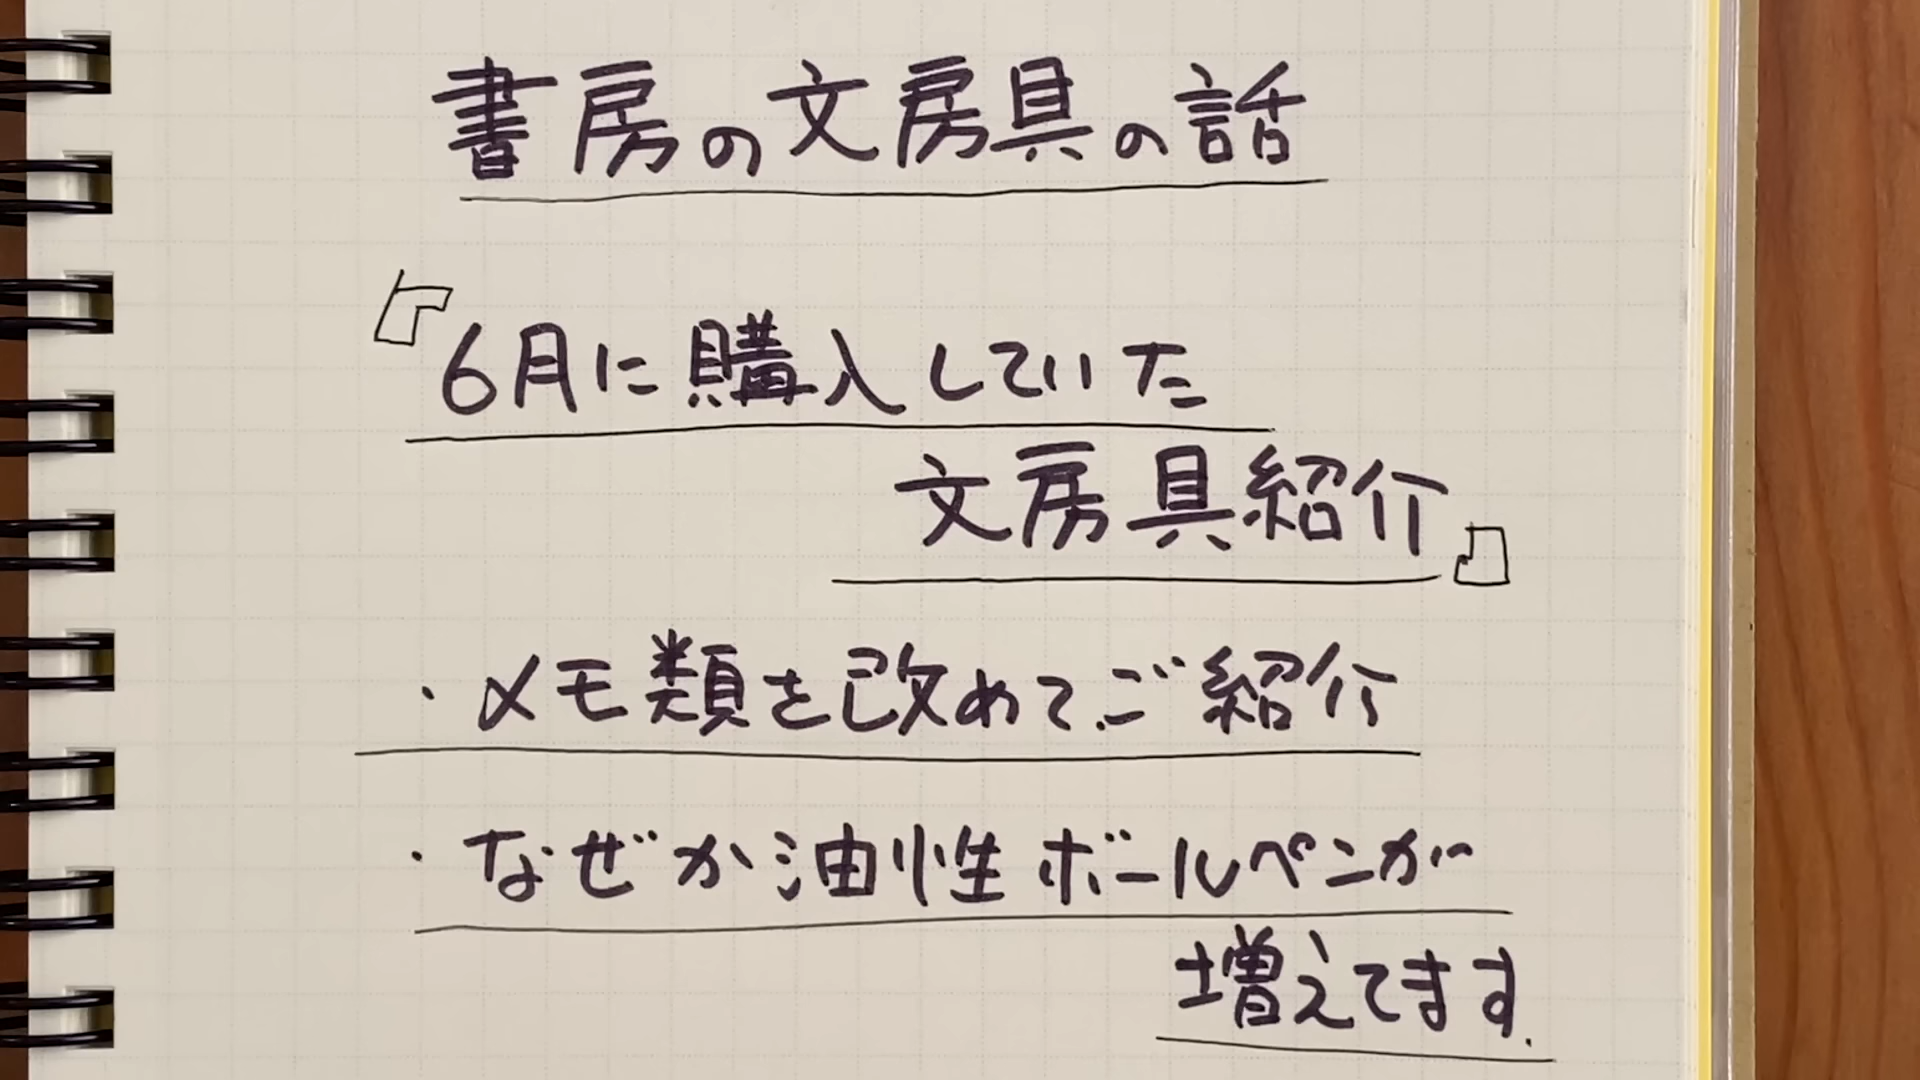 書房の文房具の話
『6月に購入していた
文房具紹介』
・メモ類を改めてご紹介
・なぜか油性ボールペンが
増えてます.